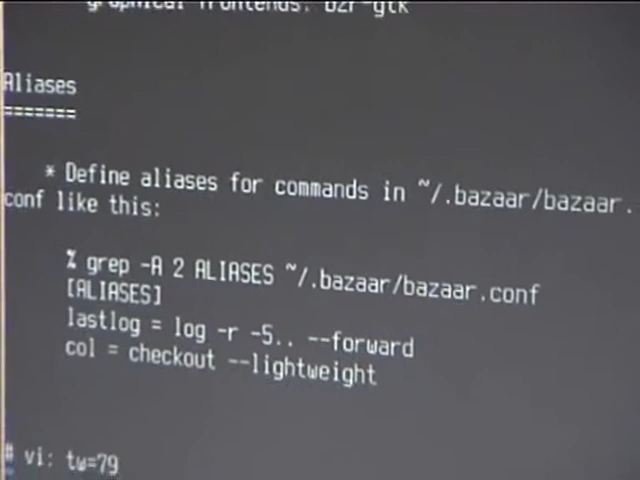 graphical frontends: bzr-gtk
Aliases
=======
* Define aliases for commands in ~/.bazaar/bazaar.
conf like this:
% grep -A 2 ALIASES ~/.bazaar/bazaar.conf
[ALIASES]
lastlog = log -r -5.. --forward
col = checkout --lightweight
# vi: tw=79